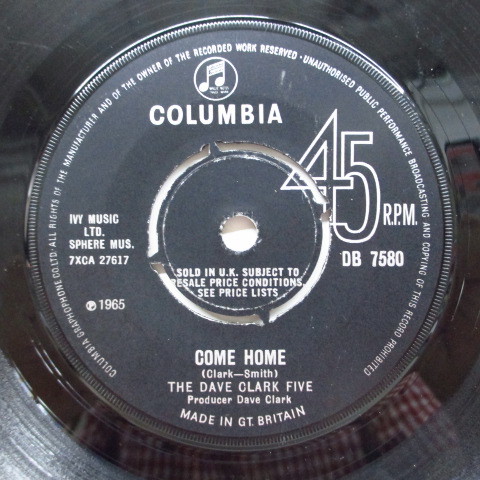 COLUMBIA GRAPHOPHONE CO. LTD. · ALL RIGHTS OF THE MANUFACTURER AND OF THE OWNER OF THE RECORDED WORK RESERVED · UNAUTHORISED PUBLIC PERFORMANCE BROADCASTING AND COPYING OF THIS RECORD PROHIBITED
COLUMBIA
45
R.P.M.
IVY MUSIC
LTD.
SPHERE MUS.
7XCA 27617
DB 7580
SOLD IN U.K. SUBJECT TO
RESALE PRICE CONDITIONS,
SEE PRICE LISTS
℗ 1965
COME HOME
(Clark—Smith)
THE DAVE CLARK FIVE
Producer Dave Clark
MADE IN GT. BRITAIN